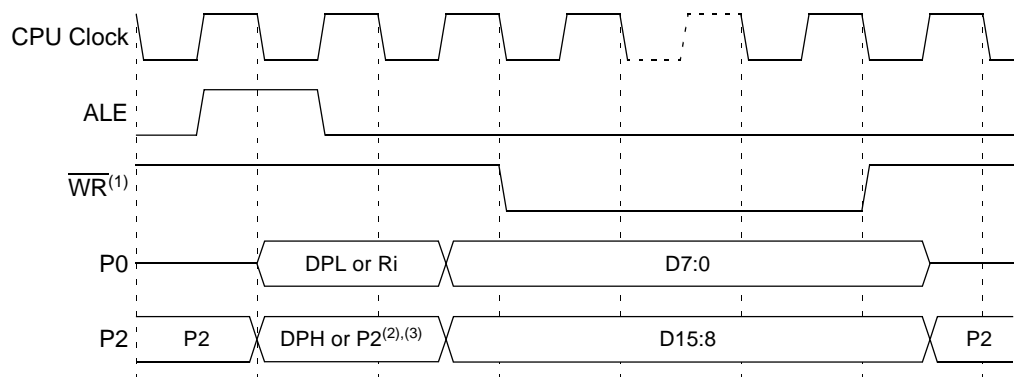 CPU Clock
ALE
WR(1)
P0 DPL or Ri D7:0
P2 P2 DPH or P2(2),(3) D15:8 P2